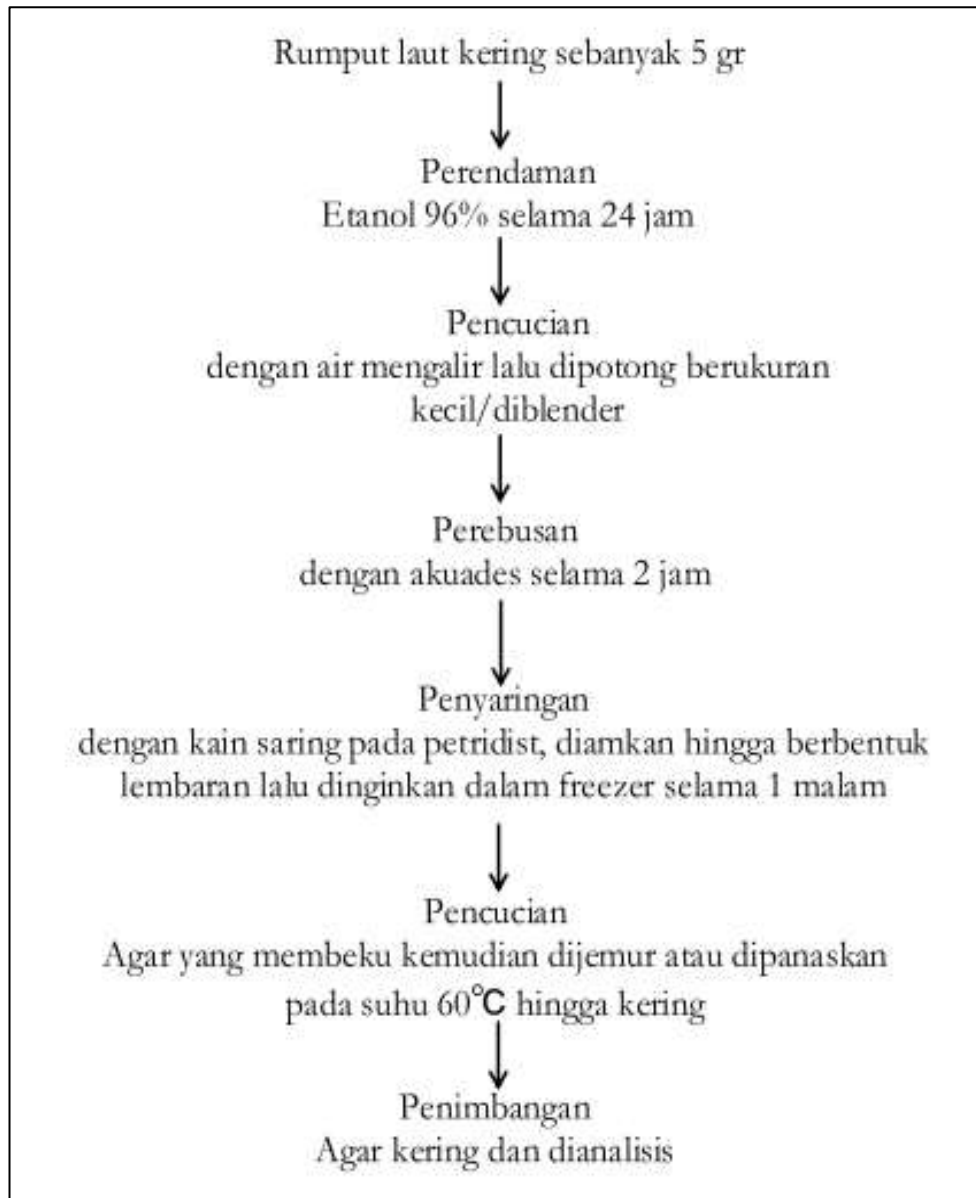 Rumput laut kering sebanyak 5 gr
Perendaman
Etanol 96% selama 24 jam
Pencucian
dengan air mengalir lalu dipotong berukuran
kecil/diblender
Perebusan
dengan akuades selama 2 jam
Penyaringan
dengan kain saring pada petridist, diamkan hingga berbentuk
lembaran lalu dinginkan dalam freezer selama 1 malam
Pencucian
Agar yang membeku kemudian dijemur atau dipanaskan
pada suhu 60℃ hingga kering
Penimbangan
Agar kering dan dianalisis